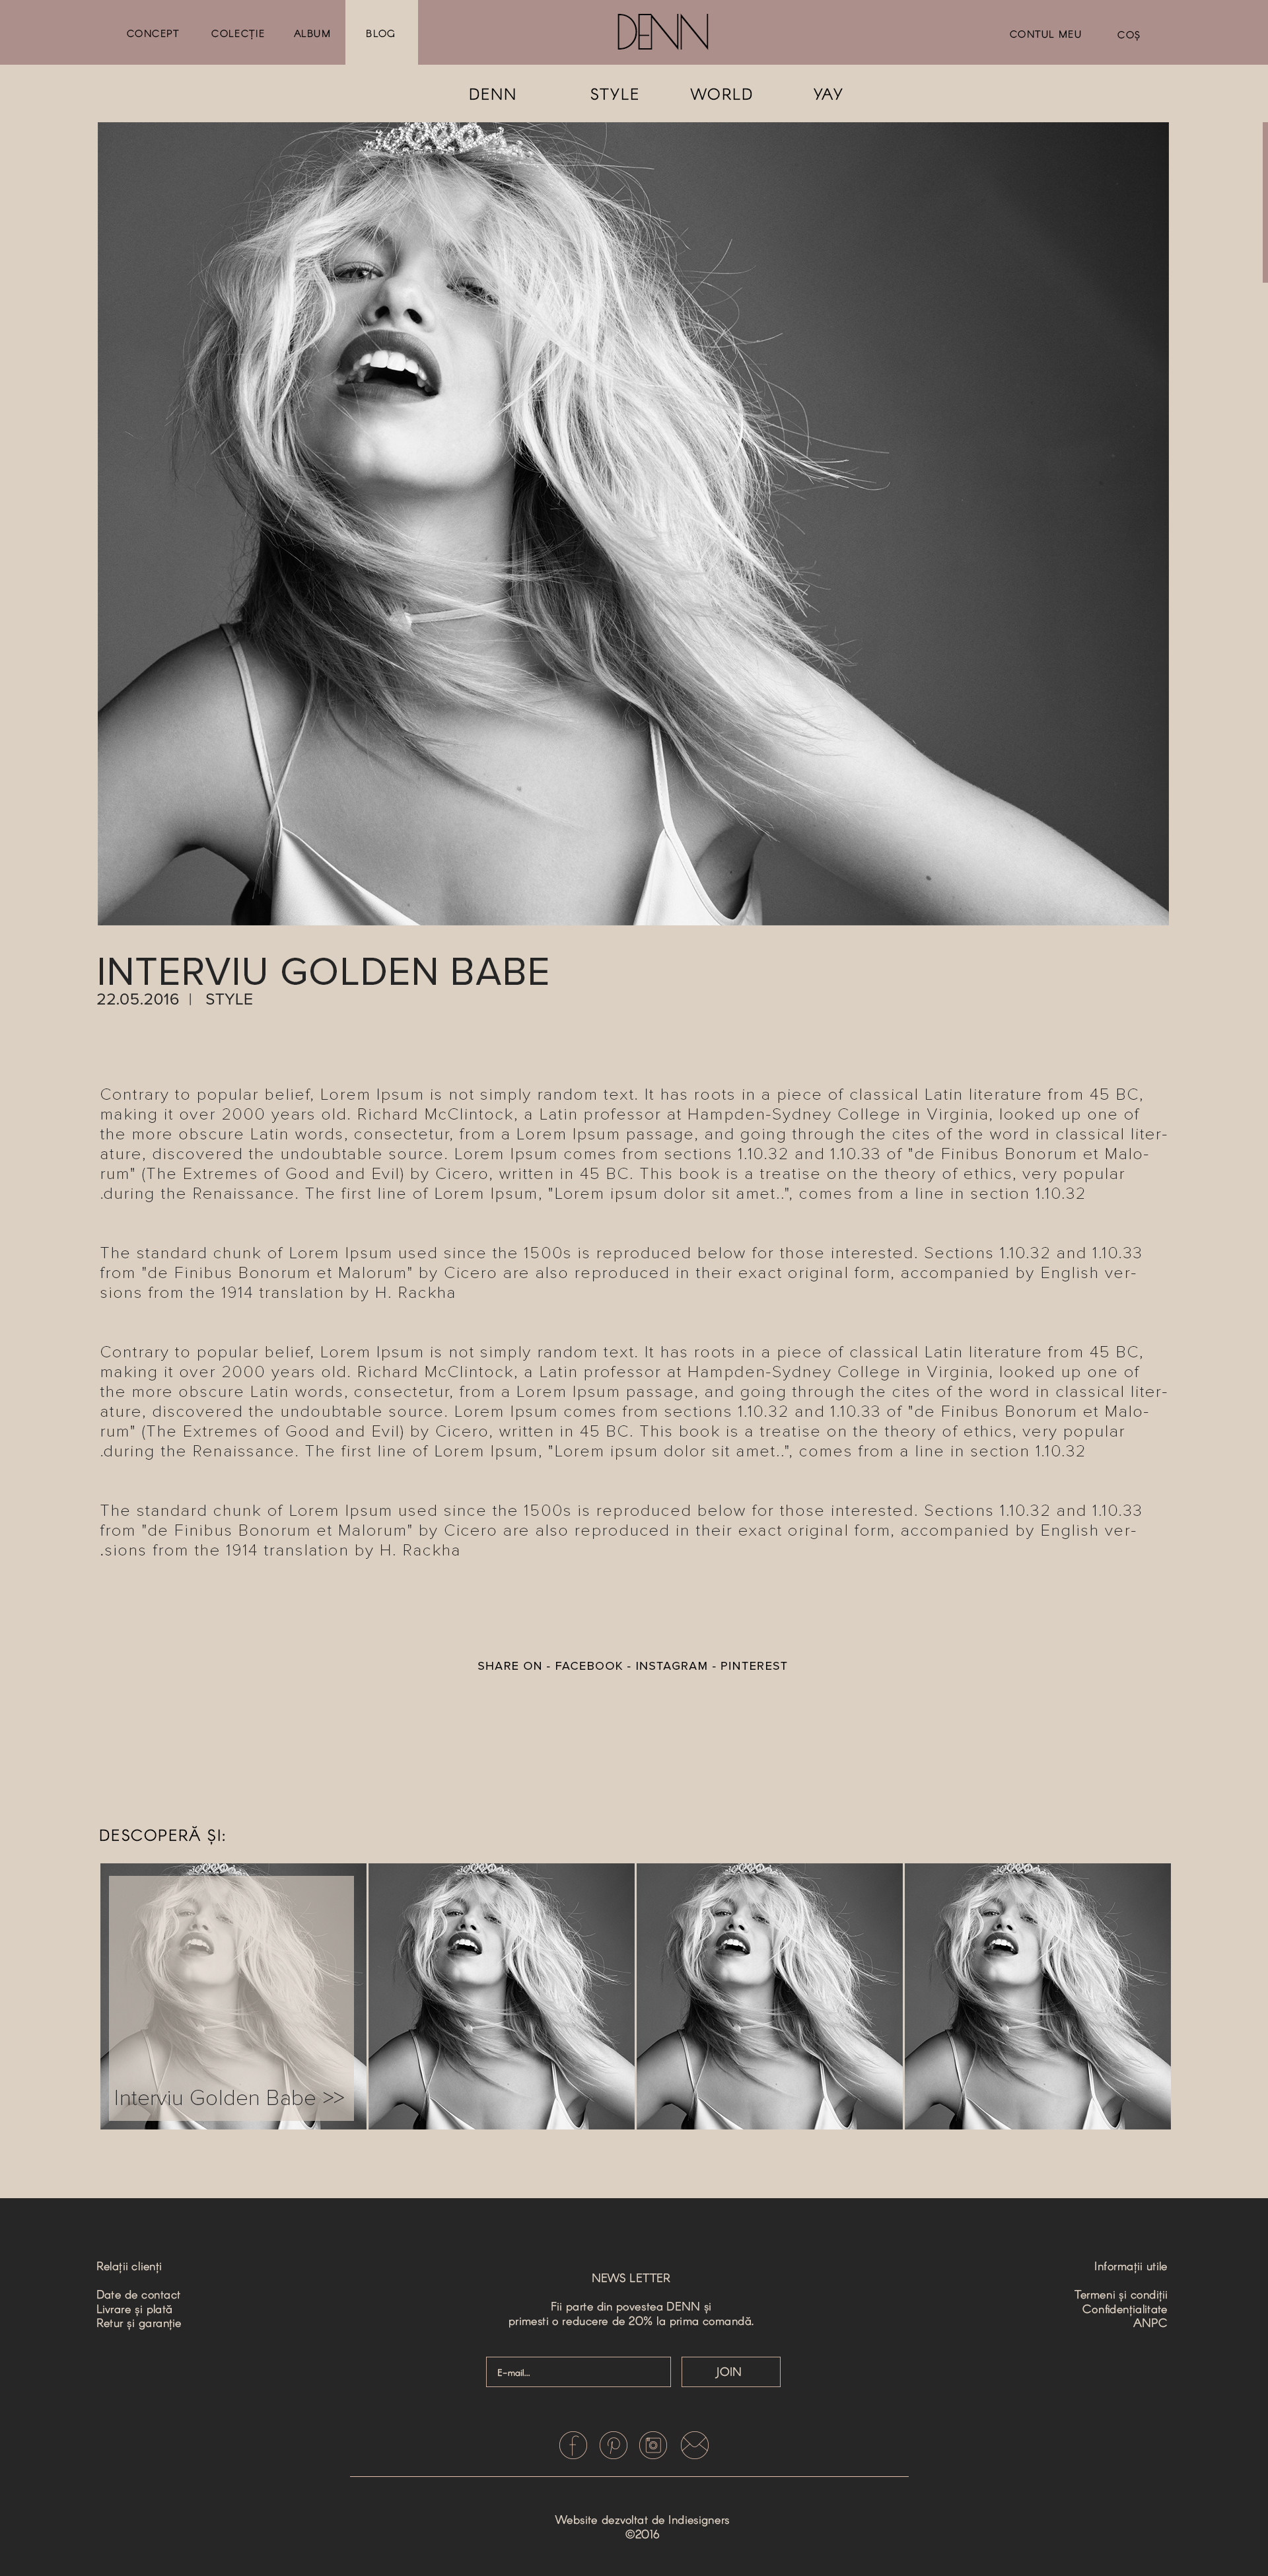 CONCEPT COLECȚIE ALBUM BLOG DENN CONTUL MEU COȘ
DENN STYLE WORLD YAY
INTERVIU GOLDEN BABE
22.05.2016 | STYLE
Contrary to popular belief, Lorem Ipsum is not simply random text. It has roots in a piece of classical Latin literature from 45 BC,
making it over 2000 years old. Richard McClintock, a Latin professor at Hampden-Sydney College in Virginia, looked up one of
the more obscure Latin words, consectetur, from a Lorem Ipsum passage, and going through the cites of the word in classical liter-
ature, discovered the undoubtable source. Lorem Ipsum comes from sections 1.10.32 and 1.10.33 of "de Finibus Bonorum et Malo-
rum" (The Extremes of Good and Evil) by Cicero, written in 45 BC. This book is a treatise on the theory of ethics, very popular
.during the Renaissance. The first line of Lorem Ipsum, "Lorem ipsum dolor sit amet..", comes from a line in section 1.10.32
The standard chunk of Lorem Ipsum used since the 1500s is reproduced below for those interested. Sections 1.10.32 and 1.10.33
from "de Finibus Bonorum et Malorum" by Cicero are also reproduced in their exact original form, accompanied by English ver-
sions from the 1914 translation by H. Rackha
Contrary to popular belief, Lorem Ipsum is not simply random text. It has roots in a piece of classical Latin literature from 45 BC,
making it over 2000 years old. Richard McClintock, a Latin professor at Hampden-Sydney College in Virginia, looked up one of
the more obscure Latin words, consectetur, from a Lorem Ipsum passage, and going through the cites of the word in classical liter-
ature, discovered the undoubtable source. Lorem Ipsum comes from sections 1.10.32 and 1.10.33 of "de Finibus Bonorum et Malo-
rum" (The Extremes of Good and Evil) by Cicero, written in 45 BC. This book is a treatise on the theory of ethics, very popular
.during the Renaissance. The first line of Lorem Ipsum, "Lorem ipsum dolor sit amet..", comes from a line in section 1.10.32
The standard chunk of Lorem Ipsum used since the 1500s is reproduced below for those interested. Sections 1.10.32 and 1.10.33
from "de Finibus Bonorum et Malorum" by Cicero are also reproduced in their exact original form, accompanied by English ver-
.sions from the 1914 translation by H. Rackha
SHARE ON - FACEBOOK - INSTAGRAM - PINTEREST
DESCOPERĂ ȘI:
Interviu Golden Babe >>
Relații clienți
Date de contact
Livrare și plată
Retur și garanție
NEWS LETTER
Fii parte din povestea DENN și
primesti o reducere de 20% la prima comandă.
E-mail...
JOIN
Informații utile
Termeni și condiții
Confidențialitate
ANPC
Website dezvoltat de Indiesigners
©2016